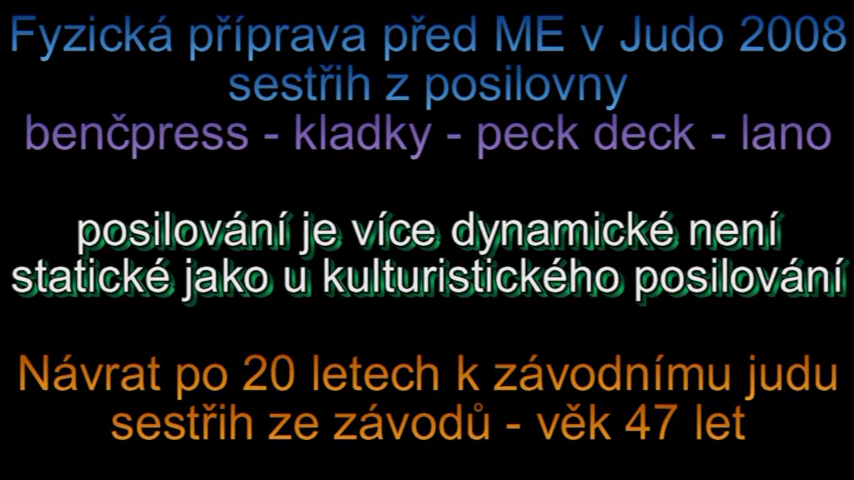 Fyzická příprava před ME v Judo 2008
sestřih z posilovny
benčpress - kladky - peck deck - lano
posilování je více dynamické není
statické jako u kulturistického posilování
Návrat po 20 letech k závodnímu judu
sestřih ze závodů - věk 47 let